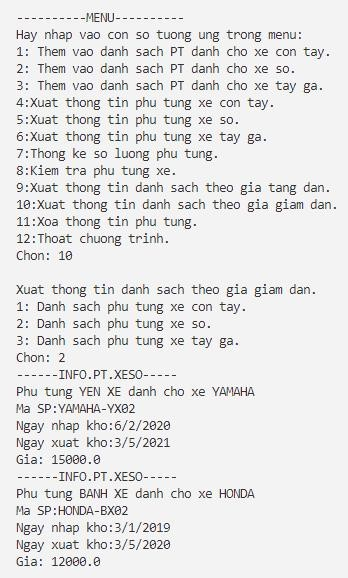 ----------MENU----------
Hay nhap vao con so tuong ung trong menu:
1: Them vao danh sach PT danh cho xe con tay.
2: Them vao danh sach PT danh cho xe so.
3: Them vao danh sach PT danh cho xe tay ga.
4:Xuat thong tin phu tung xe con tay.
5:Xuat thong tin phu tung xe so.
6:Xuat thong tin phu tung xe tay ga.
7:Thong ke so luong phu tung.
8:Kiem tra phu tung xe.
9:Xuat thong tin danh sach theo gia tang dan.
10:Xuat thong tin danh sach theo gia giam dan.
11:Xoa thong tin phu tung.
12:Thoat chuong trinh.
Chon: 10
Xuat thong tin danh sach theo gia giam dan.
1: Danh sach phu tung xe con tay.
2: Danh sach phu tung xe so.
3: Danh sach phu tung xe tay ga.
Chon: 2
------INFO.PT.XESO-----
Phu tung YEN XE danh cho xe YAMAHA
Ma SP:YAMAHA-YX02
Ngay nhap kho:6/2/2020
Ngay xuat kho:3/5/2021
Gia: 15000.0
------INFO.PT.XESO-----
Phu tung BANH XE danh cho xe HONDA
Ma SP:HONDA-BX02
Ngay nhap kho:3/1/2019
Ngay xuat kho:3/5/2020
Gia: 12000.0